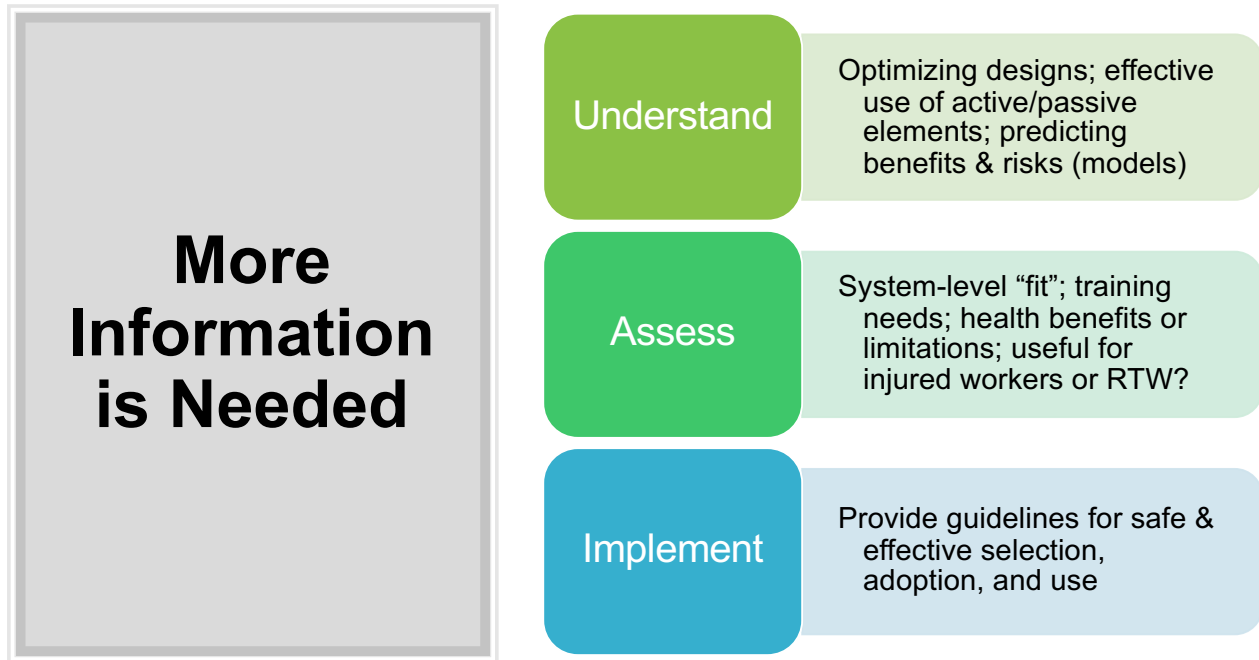 More
Information
is Needed
Understand
Optimizing designs; effective
use of active/passive
elements; predicting
benefits & risks (models)
Assess
System-level “fit”; training
needs; health benefits or
limitations; useful for
injured workers or RTW?
Implement
Provide guidelines for safe &
effective selection,
adoption, and use